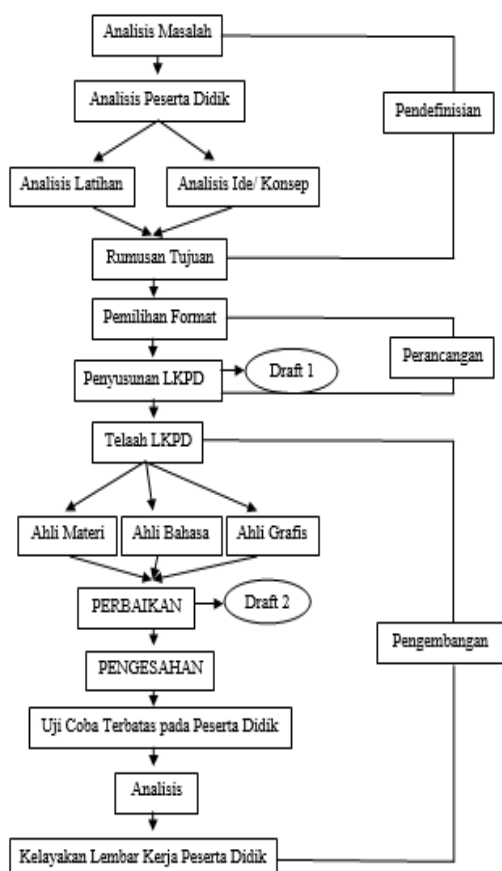 Analisis Masalah
Analisis Peserta Didik
Pendefinisian
Analisis Latihan
Analisis Ide/ Konsep
Rumusan Tujuan
Pemilihan Format
Perancangan
Penyusunan LKPD
Draft 1
Telaah LKPD
Ahli Materi
Ahli Bahasa
Ahli Grafis
PERBAIKAN
Draft 2
Pengembangan
PENGESAHAN
Uji Coba Terbatas pada Peserta Didik
Analisis
Kelayakan Lembar Kerja Peserta Didik